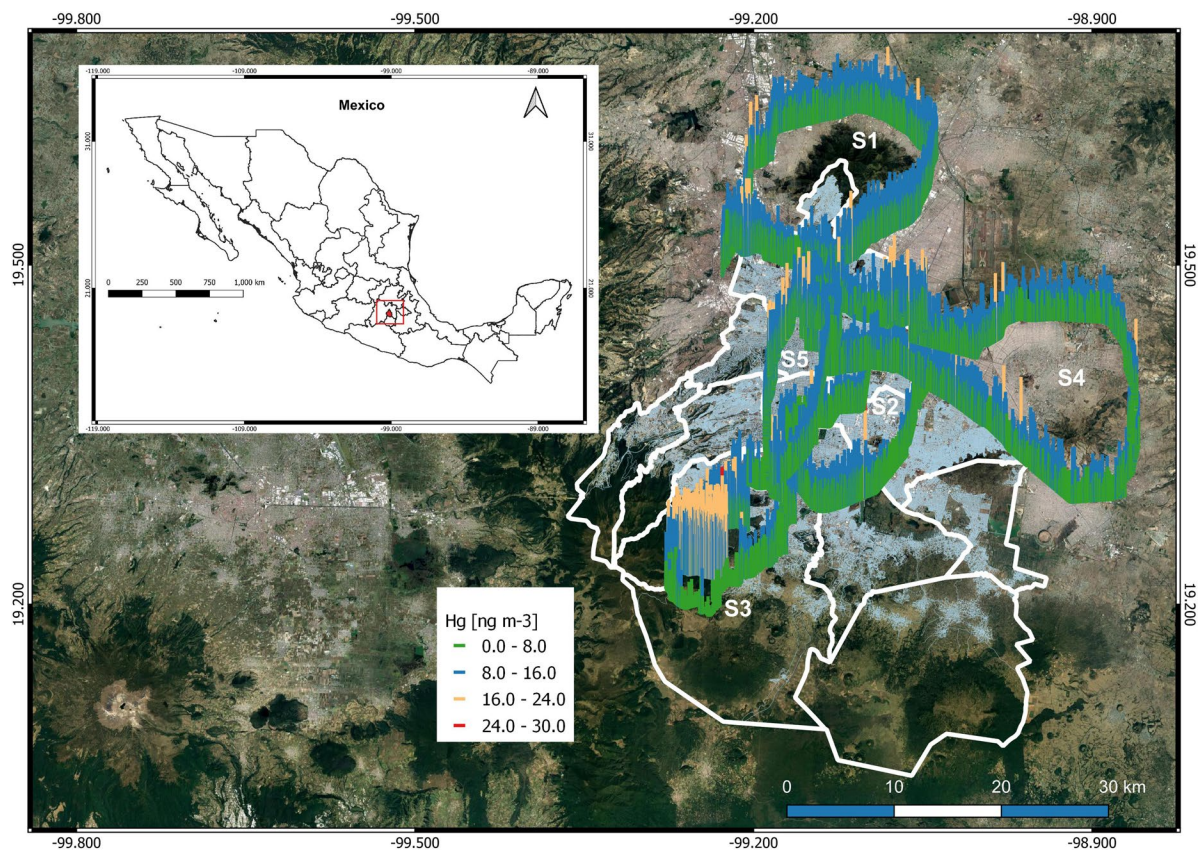 -99.800 -99.500 -99.200 -98.900
-119.000 -109.000 -99.000 -89.000
Mexico
31.000 31.000
0 250 500 750 1,000 km
21.000 21.000
-119.000 -109.000 -99.000 -89.000
S1
19.500 19.500
S5
S4
S2
S3
19.200 19.200
Hg [ng m-3]
0.0 - 8.0
8.0 - 16.0
16.0 - 24.0
24.0 - 30.0
0 10 20 30 km
-99.800 -99.500 -99.200 -98.900